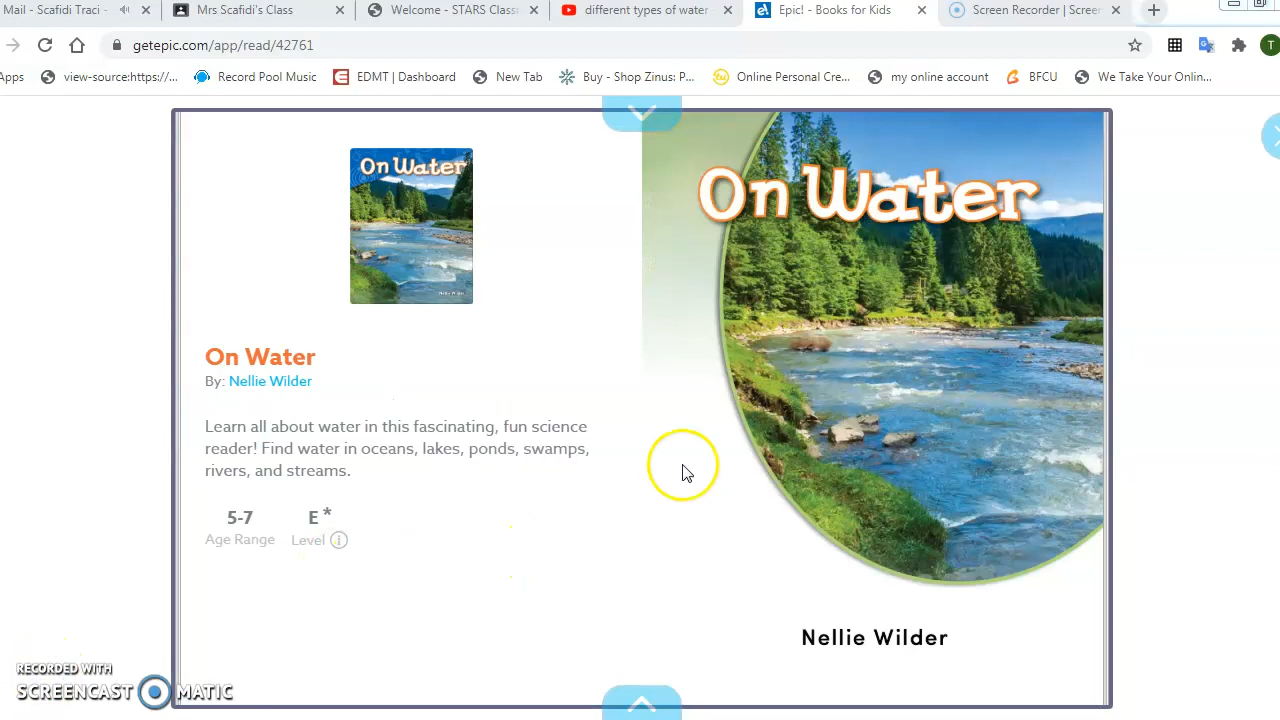 Mail - Scafidi Traci -
Mrs Scafidi's Class
Welcome - STARS Class
different types of water
Epic! - Books for Kids
Screen Recorder | Screen
getepic.com/app/read/42761
T
Apps
view-source:https://...
Record Pool Music
EDMT | Dashboard
New Tab
Buy - Shop Zinus: P...
Online Personal Cre...
my online account
BFCU
We Take Your Onlin...
On Water
On Water
On Water
By: Nellie Wilder
Learn all about water in this fascinating, fun science
reader! Find water in oceans, lakes, ponds, swamps,
rivers, and streams.
5-7 E *
Age Range Level i
Nellie Wilder
RECORDED WITH
SCREENCAST MATIC